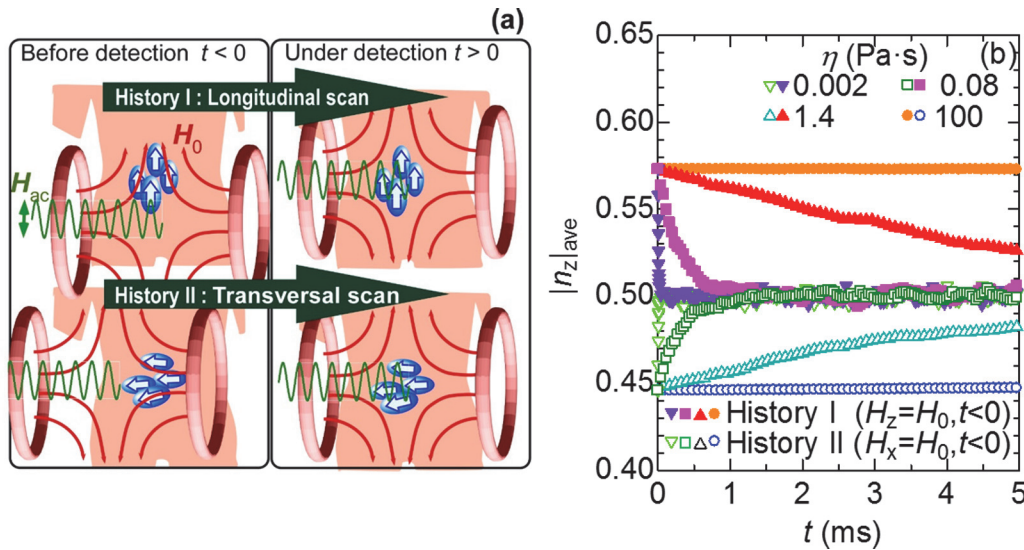 (a)
Before detection t < 0
Under detection t > 0
History I : Longitudinal scan
H0
Hac
History II : Transversal scan
(b)
η (Pa·s)
0.002
0.08
1.4
100
|nz|ave
0.65
0.60
0.55
0.50
0.45
0.40
History I (Hz=H0,t<0)
History II (Hx=H0,t<0)
0 1 2 3 4 5
t (ms)